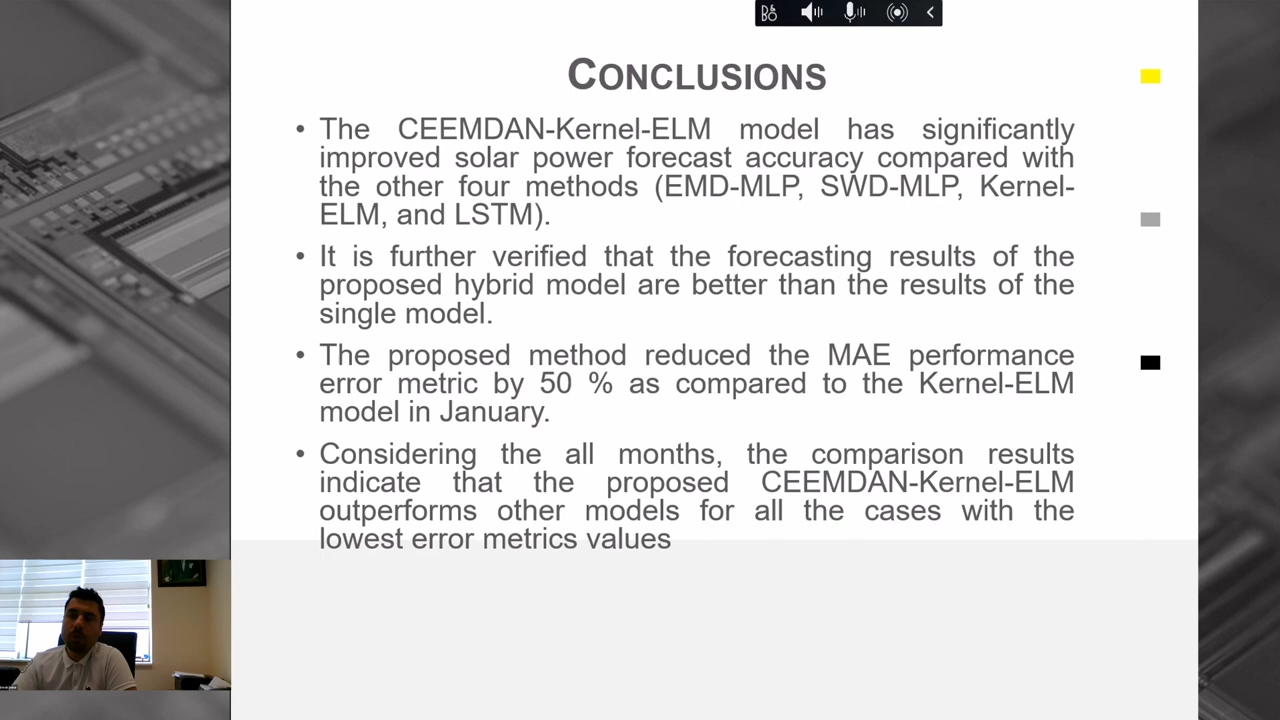 CONCLUSIONS
• The CEEMDAN-Kernel-ELM model has significantly
improved solar power forecast accuracy compared with
the other four methods (EMD-MLP, SWD-MLP, Kernel-
ELM, and LSTM).
• It is further verified that the forecasting results of the
proposed hybrid model are better than the results of the
single model.
• The proposed method reduced the MAE performance
error metric by 50 % as compared to the Kernel-ELM
model in January.
• Considering the all months, the comparison results
indicate that the proposed CEEMDAN-Kernel-ELM
outperforms other models for all the cases with the
lowest error metrics values